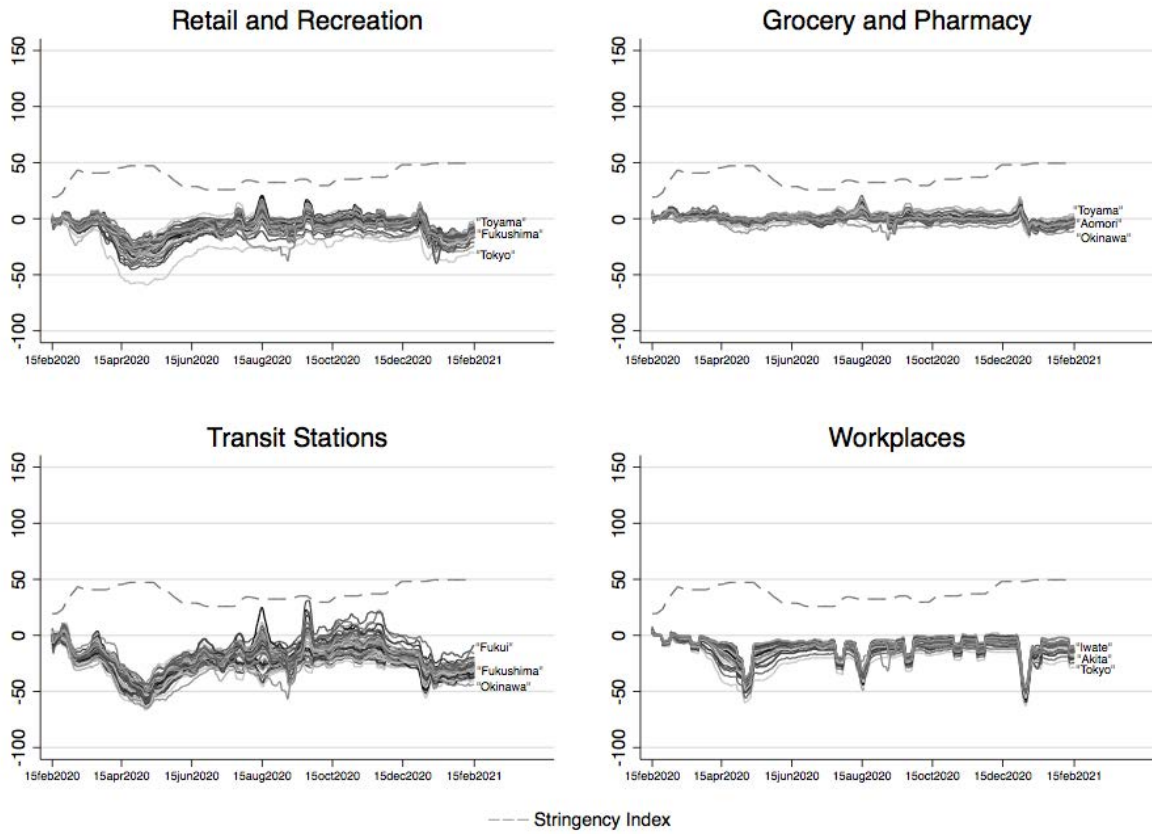 Retail and Recreation
150
100
50
0
-50
-100
"Toyama"
"Fukushima"
"Tokyo"
15feb2020 15apr2020 15jun2020 15aug2020 15oct2020 15dec2020 15feb2021
Grocery and Pharmacy
150
100
50
0
-50
-100
"Toyama"
"Aomori"
"Okinawa"
15feb2020 15apr2020 15jun2020 15aug2020 15oct2020 15dec2020 15feb2021
Transit Stations
150
100
50
0
-50
-100
"Fukui"
"Fukushima"
"Okinawa"
15feb2020 15apr2020 15jun2020 15aug2020 15oct2020 15dec2020 15feb2021
Workplaces
150
100
50
0
-50
-100
"Iwate"
"Akita"
"Tokyo"
15feb2020 15apr2020 15jun2020 15aug2020 15oct2020 15dec2020 15feb2021
Stringency Index